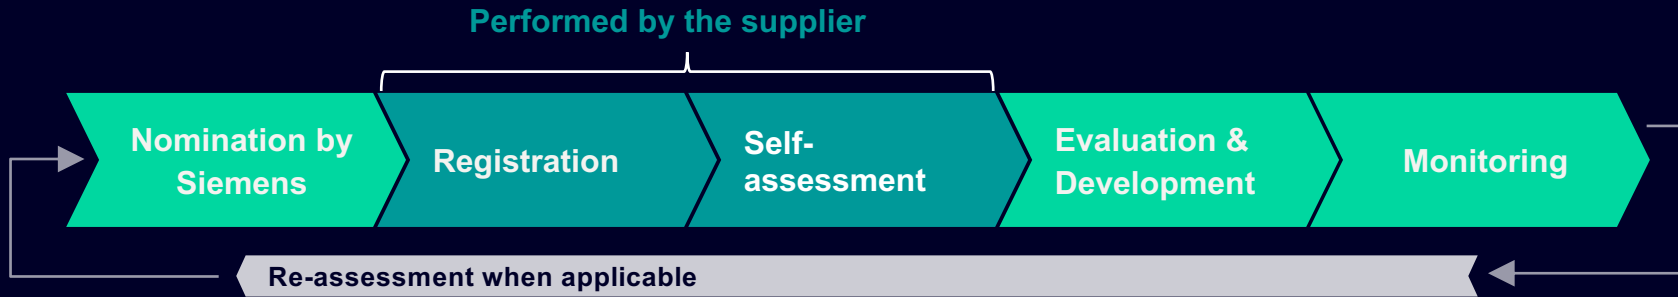 Performed by the supplier
Nomination by
Siemens
Registration
Self-
assessment
Evaluation &
Development
Monitoring
Re-assessment when applicable